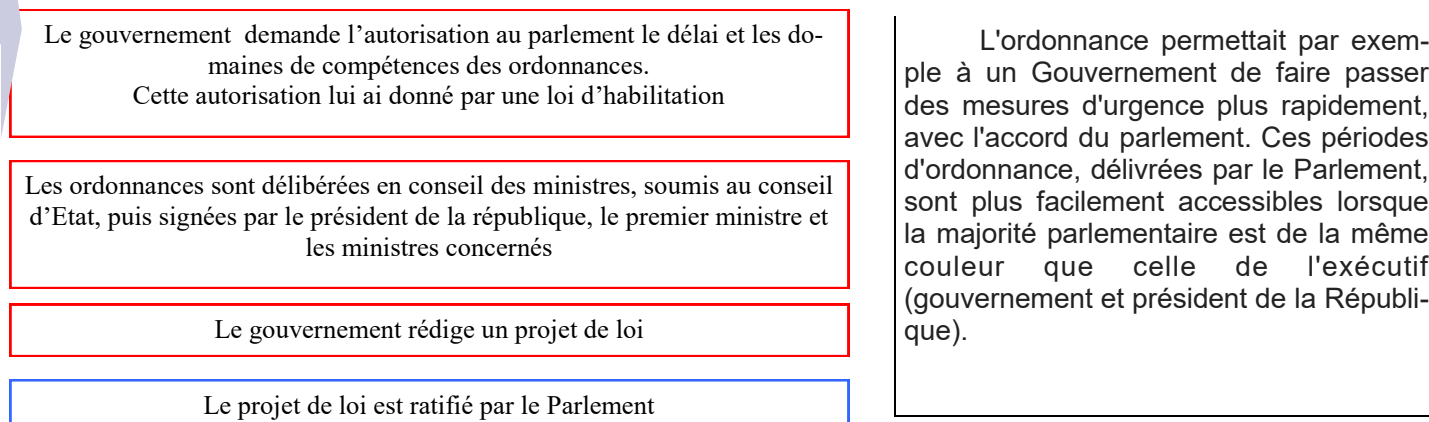 Le gouvernement  demande l’autorisation au parlement le délai et les do-
maines de compétences des ordonnances.
Cette autorisation lui ai donné par une loi d’habilitation
Les ordonnances sont délibérées en conseil des ministres, soumis au conseil
d’Etat, puis signées par le président de la république, le premier ministre et
les ministres concernés
Le gouvernement rédige un projet de loi
Le projet de loi est ratifié par le Parlement
L'ordonnance permettait par exem-
ple à un Gouvernement de faire passer
des mesures d'urgence plus rapidement,
avec l'accord du parlement. Ces périodes
d'ordonnance, délivrées par le Parlement,
sont plus facilement accessibles lorsque
la majorité parlementaire est de la même
couleur que celle de l'exécutif
(gouvernement et président de la Républi-
que).